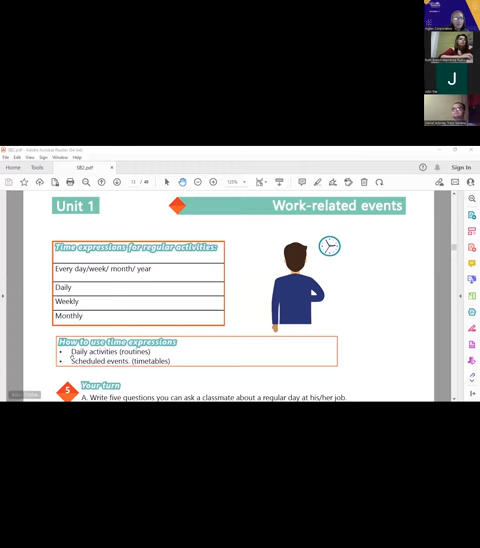 J
SB2.pdf - Adobe Acrobat Reader (64-bit)
File Edit View Sign Window Help
Home Tools SB2.pdf × Sign In
13 / 48 125%
Unit 1 Work-related events
Time expressions for regular activities:
Every day/week/ month/ year
Daily
Weekly
Monthly
How to use time expressions
• Daily activities (routines)
• Scheduled events. (timetables)
5 Your turn
A. Write five questions you can ask a classmate about a regular day at his/her job.